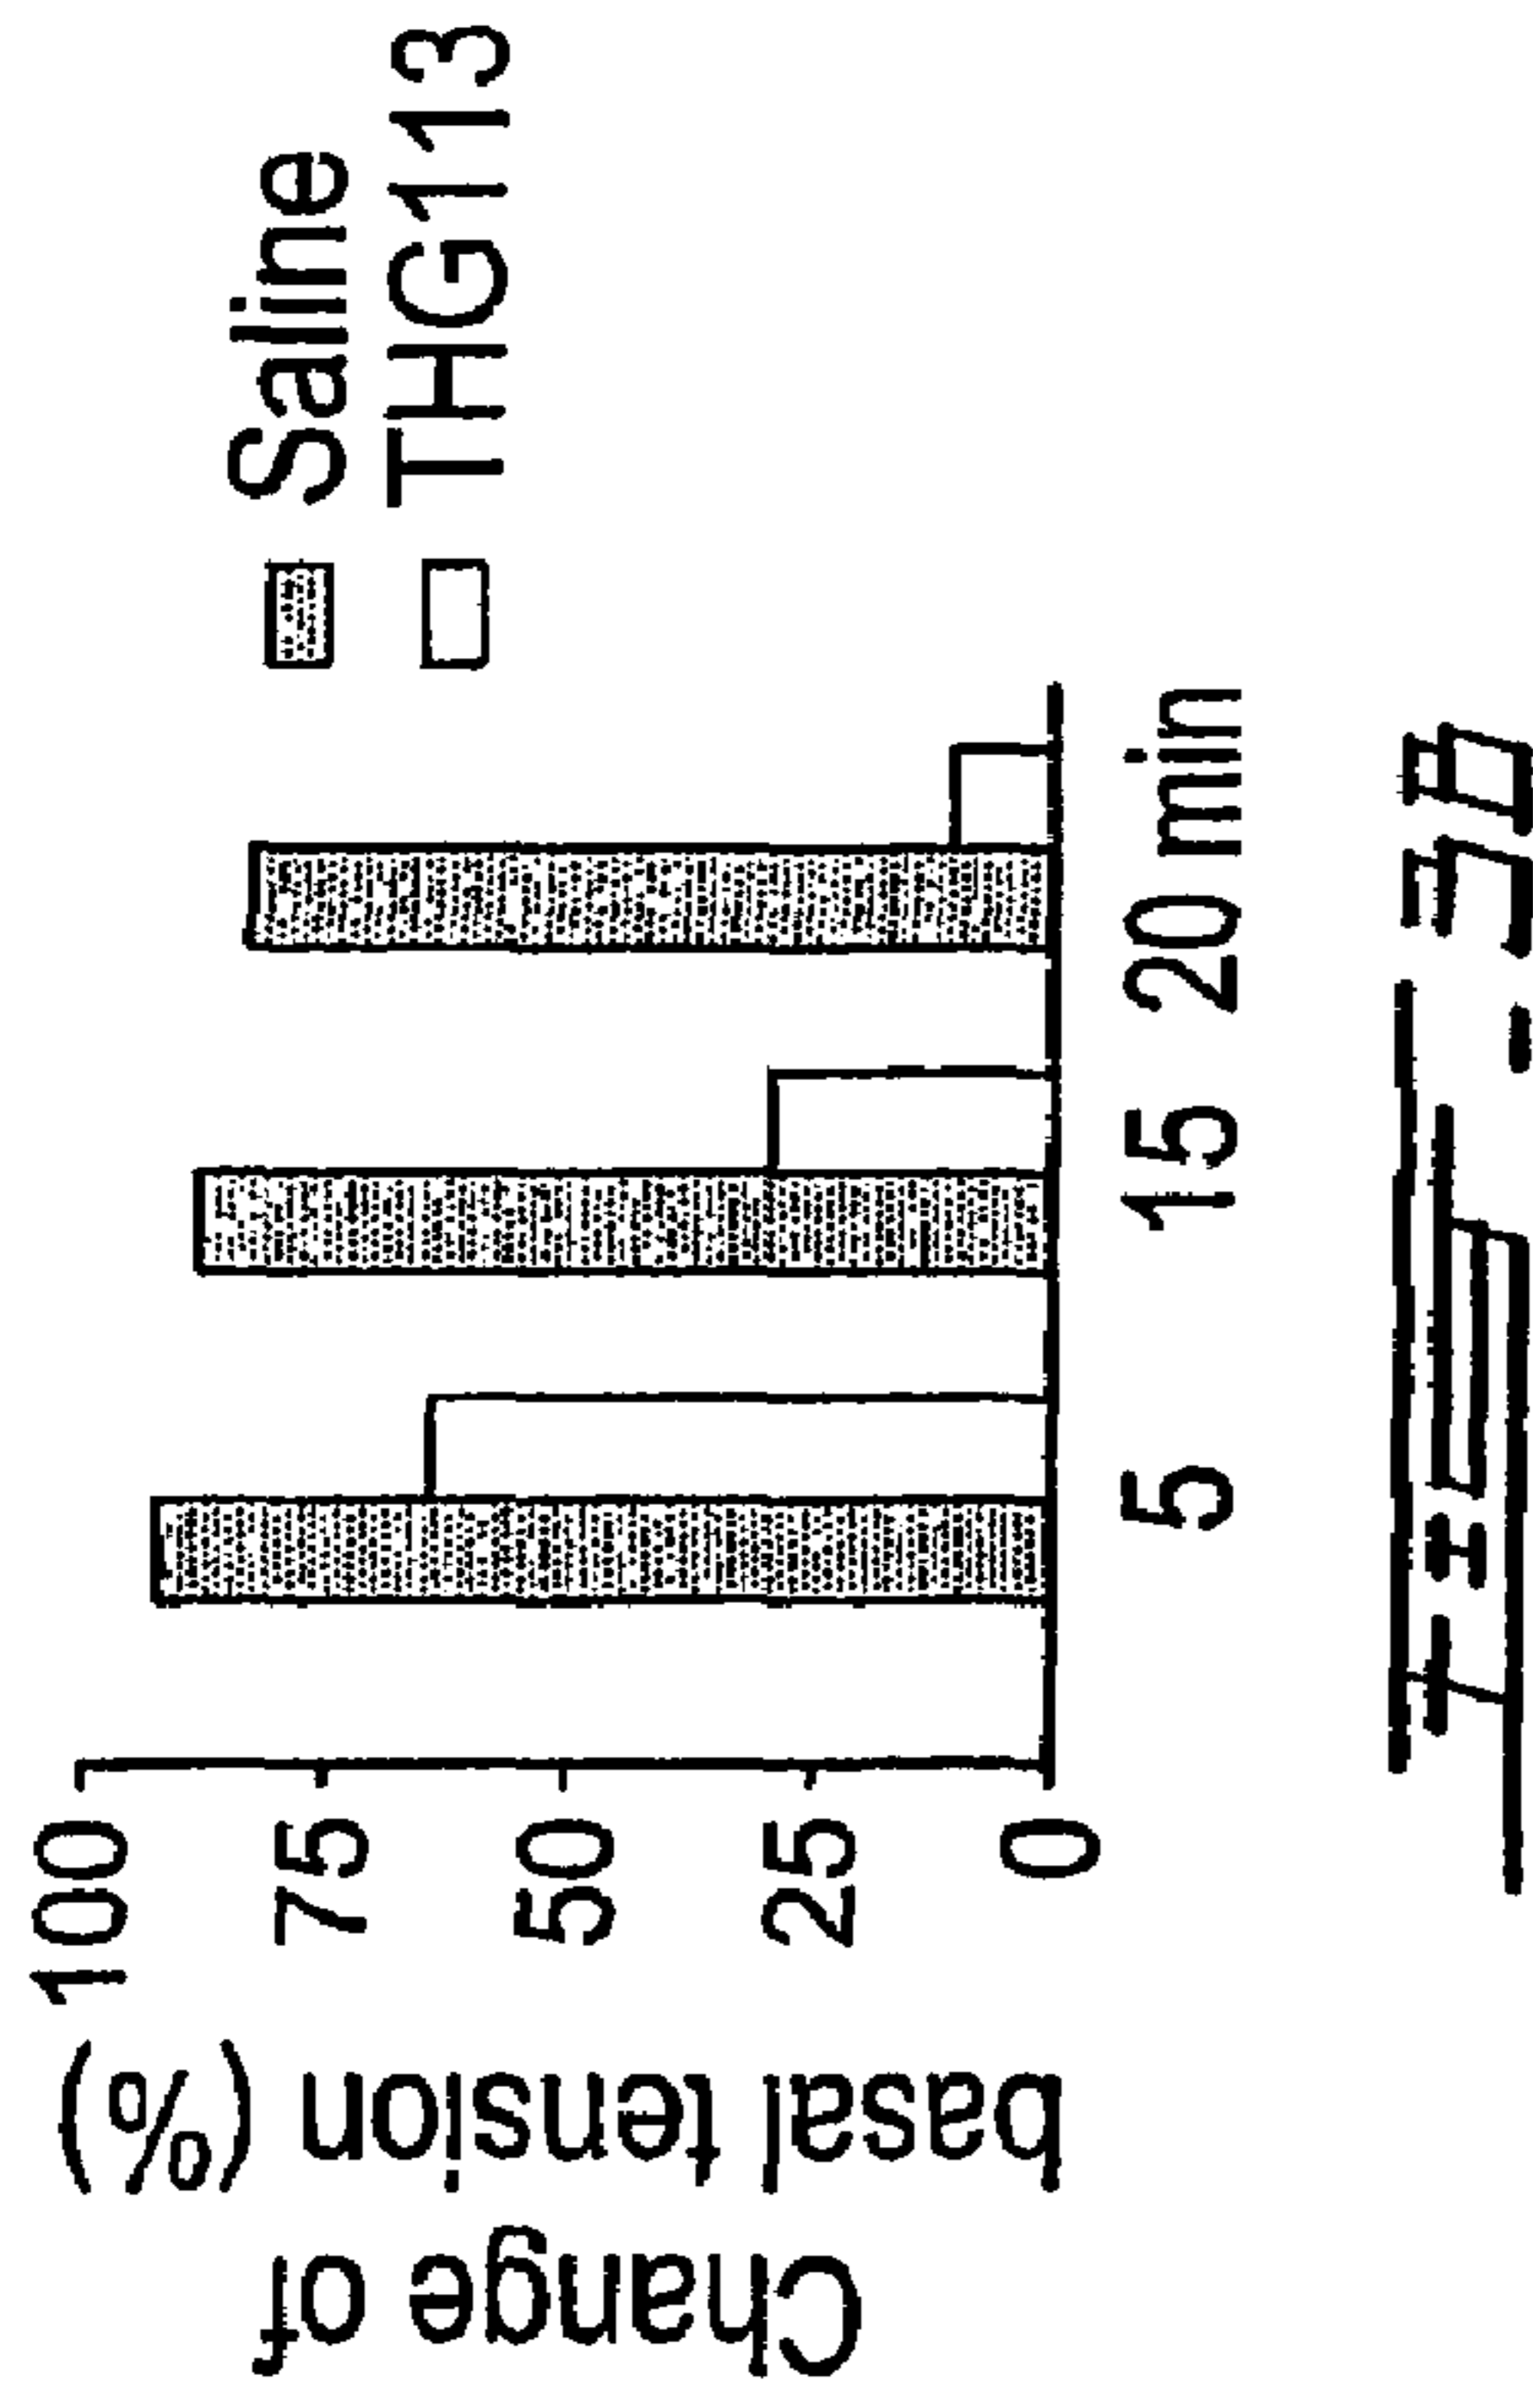 Change of
basal tension (%)
100
75
50
25
0
5 15 20 min
Saline
THG113